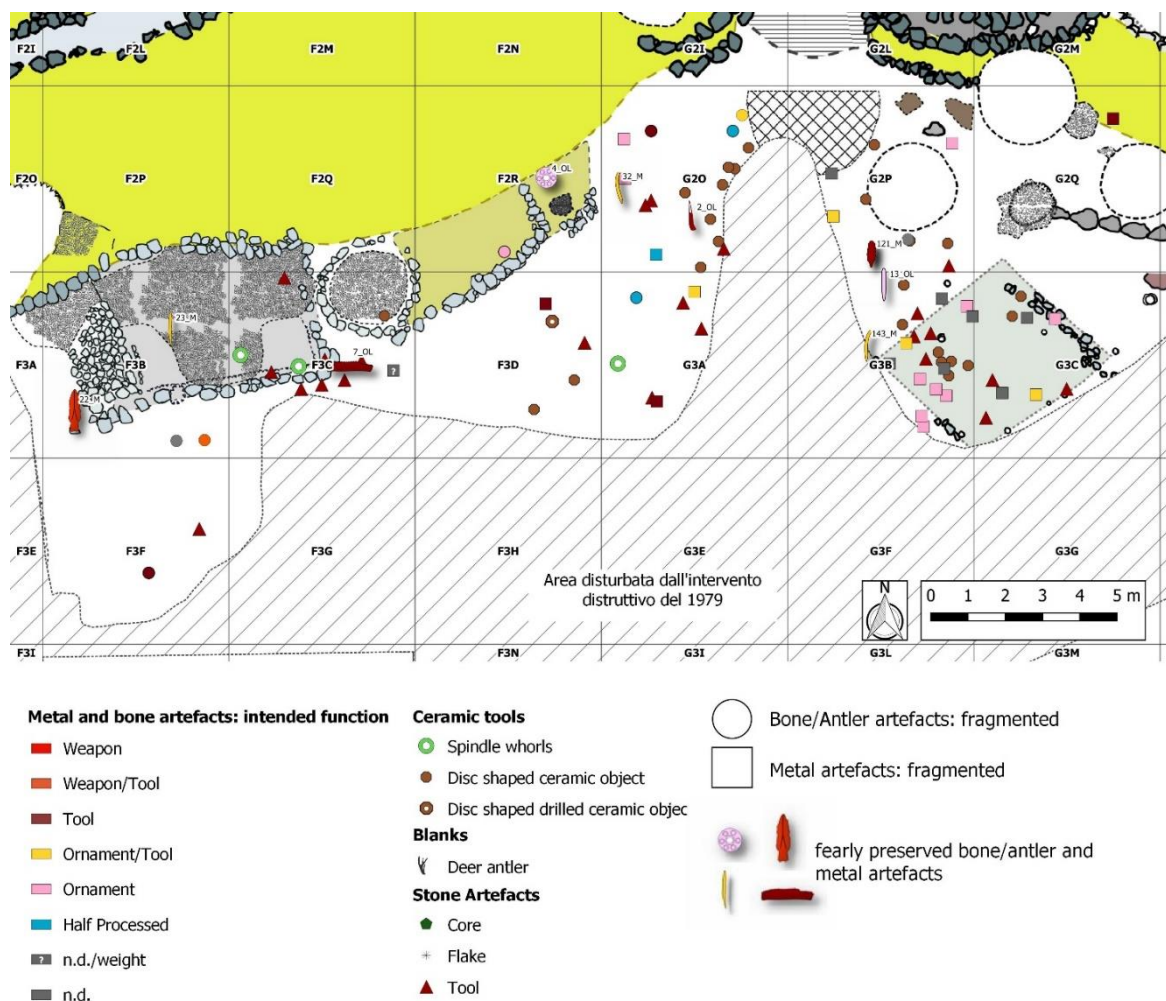 F2I F2L F2M F2N G2I G2L G2M
4_OL
F2O F2P F2Q F2R 32_M G2O G2P G2Q
2_OL
121_M
13_OL
23_M
143_M
7_OL
F3A F3B F3C F3D G3A G3B G3C
?
22_M
F3E F3F F3G F3H G3E G3F G3G
Area disturbata dall'intervento
distruttivo del 1979
N
0 1 2 3 4 5 m
F3I F3N G3I G3L G3M
Metal and bone artefacts: intended function
Weapon
Weapon/Tool
Tool
Ornament/Tool
Ornament
Half Processed
? n.d./weight
n.d.
Ceramic tools
Spindle whorls
Disc shaped ceramic object
Disc shaped drilled ceramic objec
Blanks
Deer antler
Stone Artefacts
Core
Flake
Tool
Bone/Antler artefacts: fragmented
Metal artefacts: fragmented
fearly preserved bone/antler and
metal artefacts